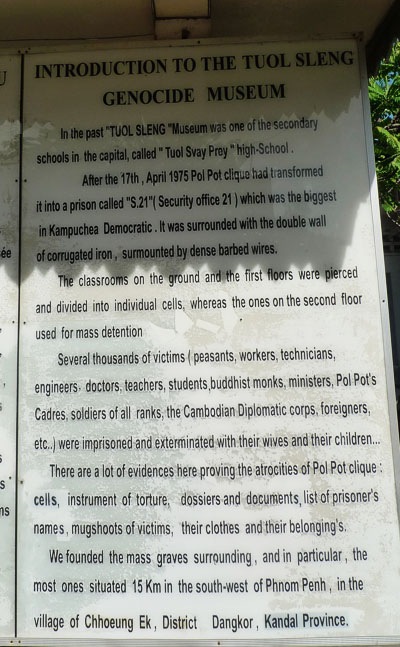 INTRODUCTION TO THE TUOL SLENG
GENOCIDE MUSEUM
In the past "TUOL SLENG "Museum was one of the secondary
schools in the capital, called " Tuol Svay Prey " high-School .
After the 17th , April 1975 Pol Pot clique had transformed
it into a prison called "S.21"( Security office 21 ) which was the biggest
in Kampuchea Democratic . It was surrounded with the double wall
of corrugated iron , surmounted by dense barbed wires.
The classrooms on the ground and the first floors were pierced
and divided into individual cells, whereas the ones on the second floor
used for mass detention
Several thousands of victims ( peasants, workers, technicians,
engineers, doctors, teachers, students,buddhist monks, ministers, Pol Pot's
Cadres, soldiers of all ranks, the Cambodian Diplomatic corps, foreigners,
etc..) were imprisoned and exterminated with their wives and their children...
There are a lot of evidences here proving the atrocities of Pol Pot clique :
cells, instrument of torture, dossiers and documents, list of prisoner's
names , mugshoots of victims, their clothes and their belonging's.
We founded the mass graves surrounding , and in particular , the
most ones situated 15 Km in the south-west of Phnom Penh , in the
village of Chhoeung Ek , District Dangkor , Kandal Province.